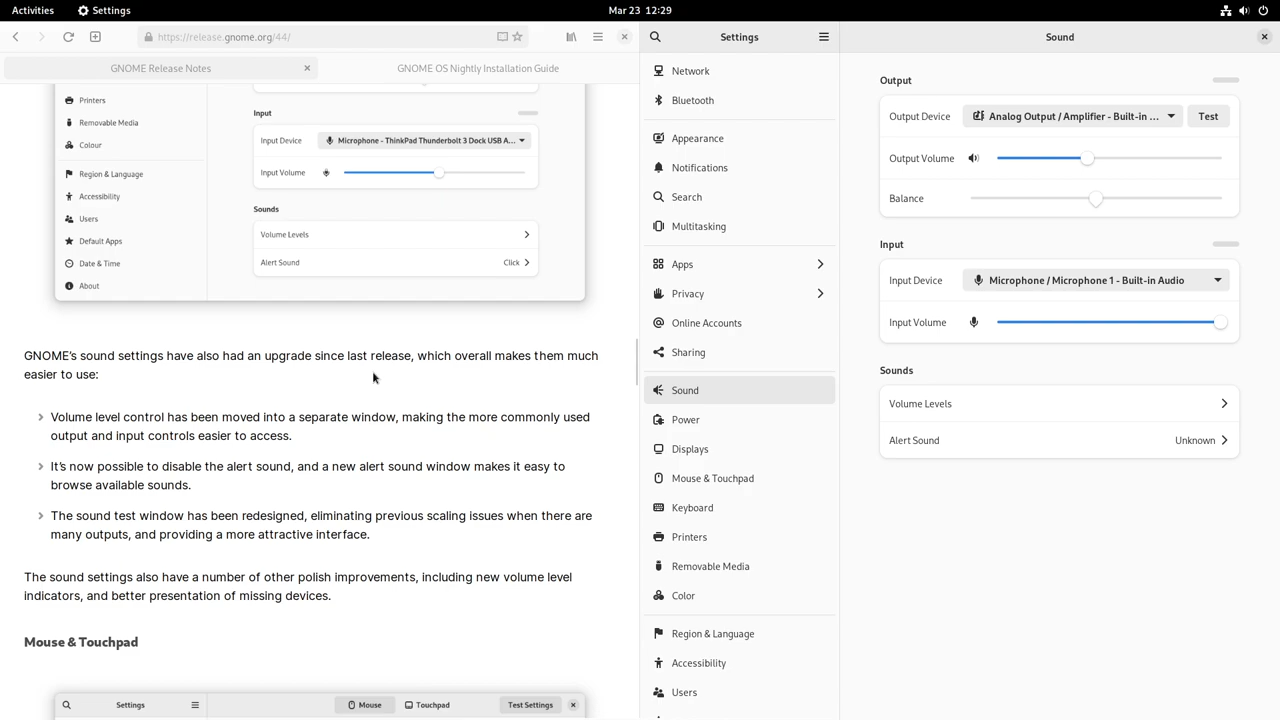 Activities
Settings
Mar 23 12:29
https://release.gnome.org/44/
GNOME Release Notes
GNOME OS Nightly Installation Guide
Printers
Removable Media
Colour
Region & Language
Accessibility
Users
Default Apps
Date & Time
About
Input
Input Device
Microphone - ThinkPad Thunderbolt 3 Dock USB A...
Input Volume
Sounds
Volume Levels
Alert Sound
Click
GNOME's sound settings have also had an upgrade since last release, which overall makes them much
easier to use:
Volume level control has been moved into a separate window, making the more commonly used
output and input controls easier to access.
It's now possible to disable the alert sound, and a new alert sound window makes it easy to
browse available sounds.
The sound test window has been redesigned, eliminating previous scaling issues when there are
many outputs, and providing a more attractive interface.
The sound settings also have a number of other polish improvements, including new volume level
indicators, and better presentation of missing devices.
Mouse & Touchpad
Settings
Mouse
Touchpad
Test Settings
Settings
Network
Bluetooth
Appearance
Notifications
Search
Multitasking
Apps
Privacy
Online Accounts
Sharing
Sound
Power
Displays
Mouse & Touchpad
Keyboard
Printers
Removable Media
Color
Region & Language
Accessibility
Users
Sound
Output
Output Device
Analog Output / Amplifier - Built-in ...
Test
Output Volume
Balance
Input
Input Device
Microphone / Microphone 1 - Built-in Audio
Input Volume
Sounds
Volume Levels
Alert Sound
Unknown